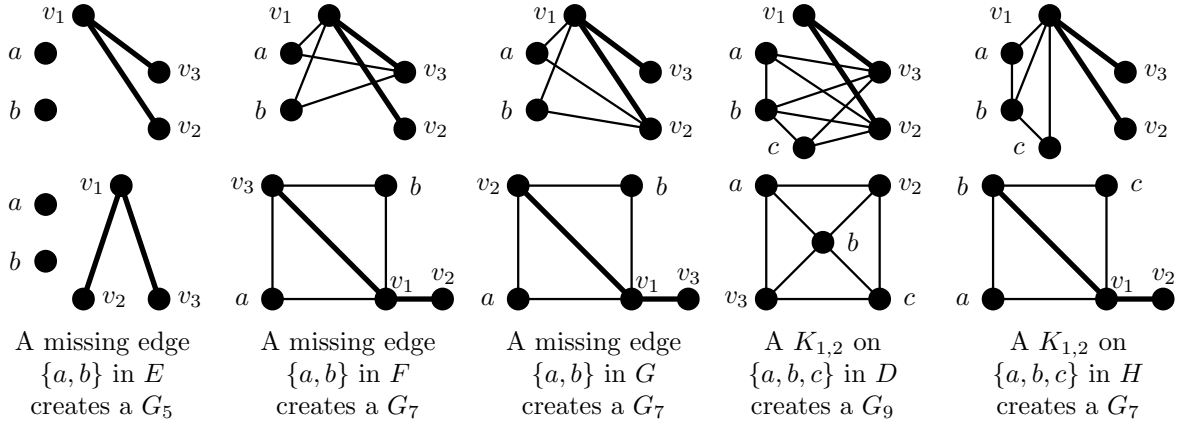 v₁ v₁ v₁ v₁ v₁
a a a a a
v₃ v₃ v₃ v₃ v₃
b b b b b
v₂ v₂ v₂ v₂ v₂
c c
v₁ v₃ b v₂ b a v₂ b c
a
b b
v₁ v₂ v₁ v₃ v₁ v₂
v₂ v₃ a a v₃ c a
A missing edge
{a, b} in E
creates a G₅
A missing edge
{a, b} in F
creates a G₇
A missing edge
{a, b} in G
creates a G₇
A K₁,₂ on
{a, b, c} in D
creates a G₉
A K₁,₂ on
{a, b, c} in H
creates a G₇